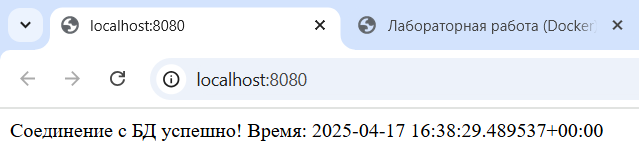 localhost:8080
Лабораторная работа (Docker)
localhost:8080
Соединение с БД успешно! Время: 2025-04-17 16:38:29.489537+00:00